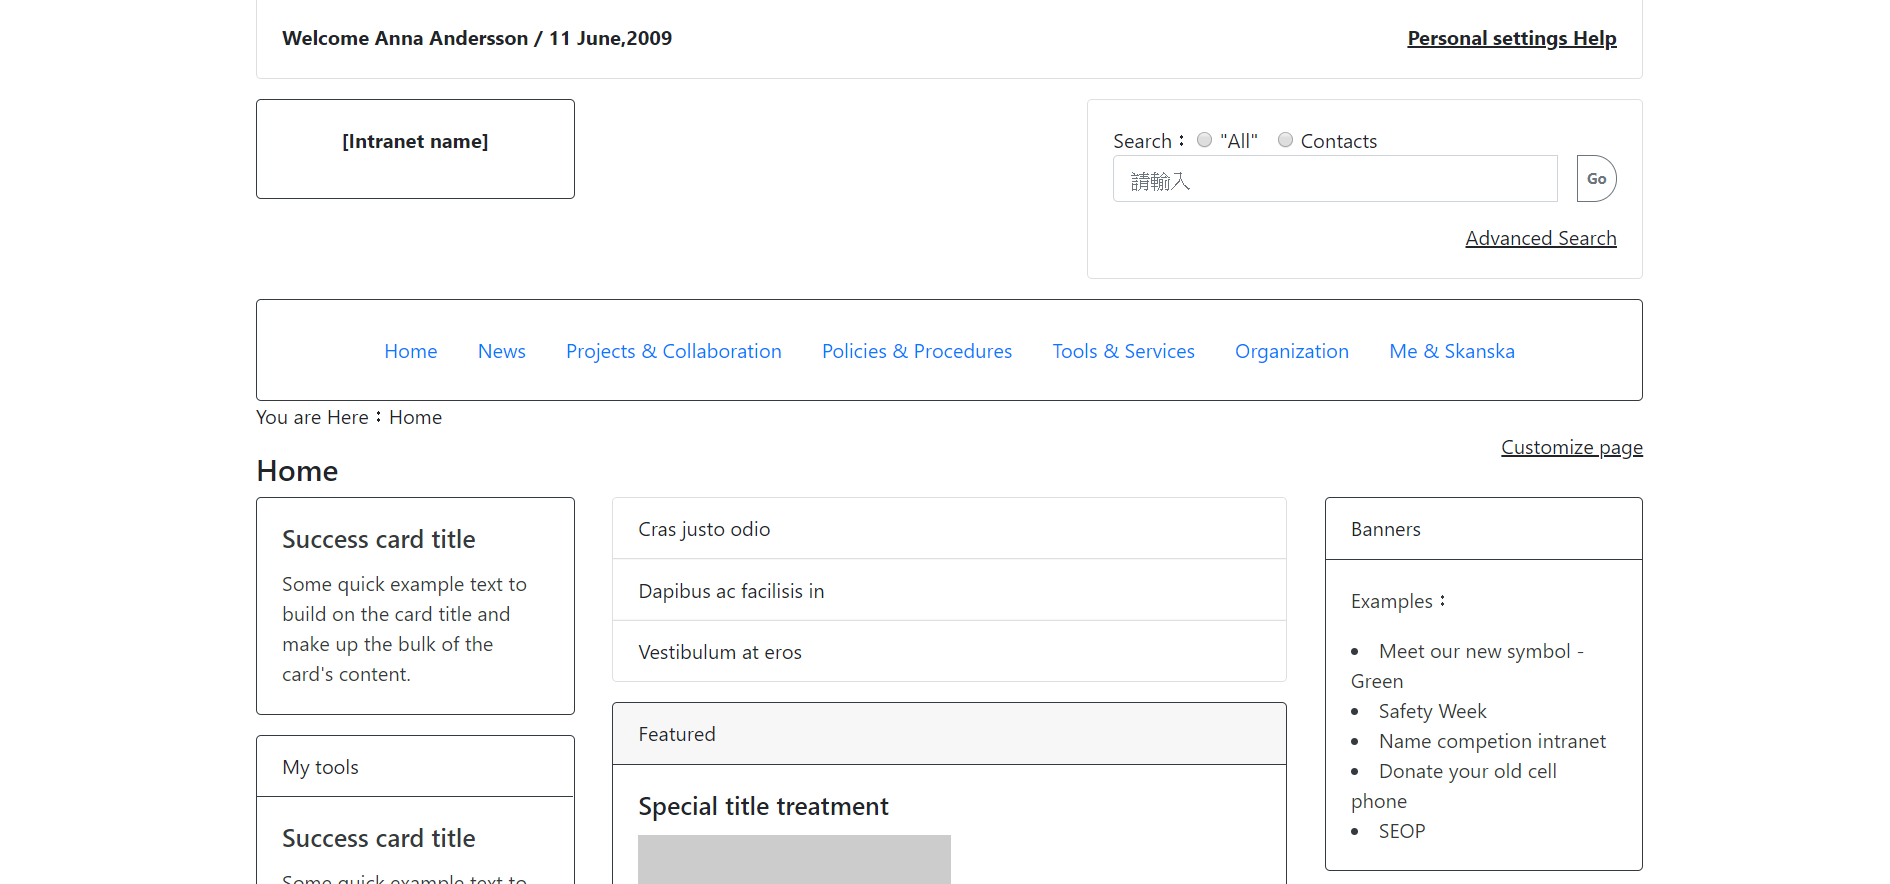 Welcome Anna Andersson / 11 June,2009
Personal settings Help
[Intranet name]
Search：
"All"
Contacts
請輸入
Go
Advanced Search
Home
News
Projects & Collaboration
Policies & Procedures
Tools & Services
Organization
Me & Skanska
You are Here：Home
Customize page
Home
Success card title
Some quick example text to
build on the card title and
make up the bulk of the
card's content.
My tools
Success card title
Some quick example text to
Cras justo odio
Dapibus ac facilisis in
Vestibulum at eros
Featured
Special title treatment
Banners
Examples：
• Meet our new symbol -
Green
• Safety Week
• Name competion intranet
• Donate your old cell
phone
• SEOP